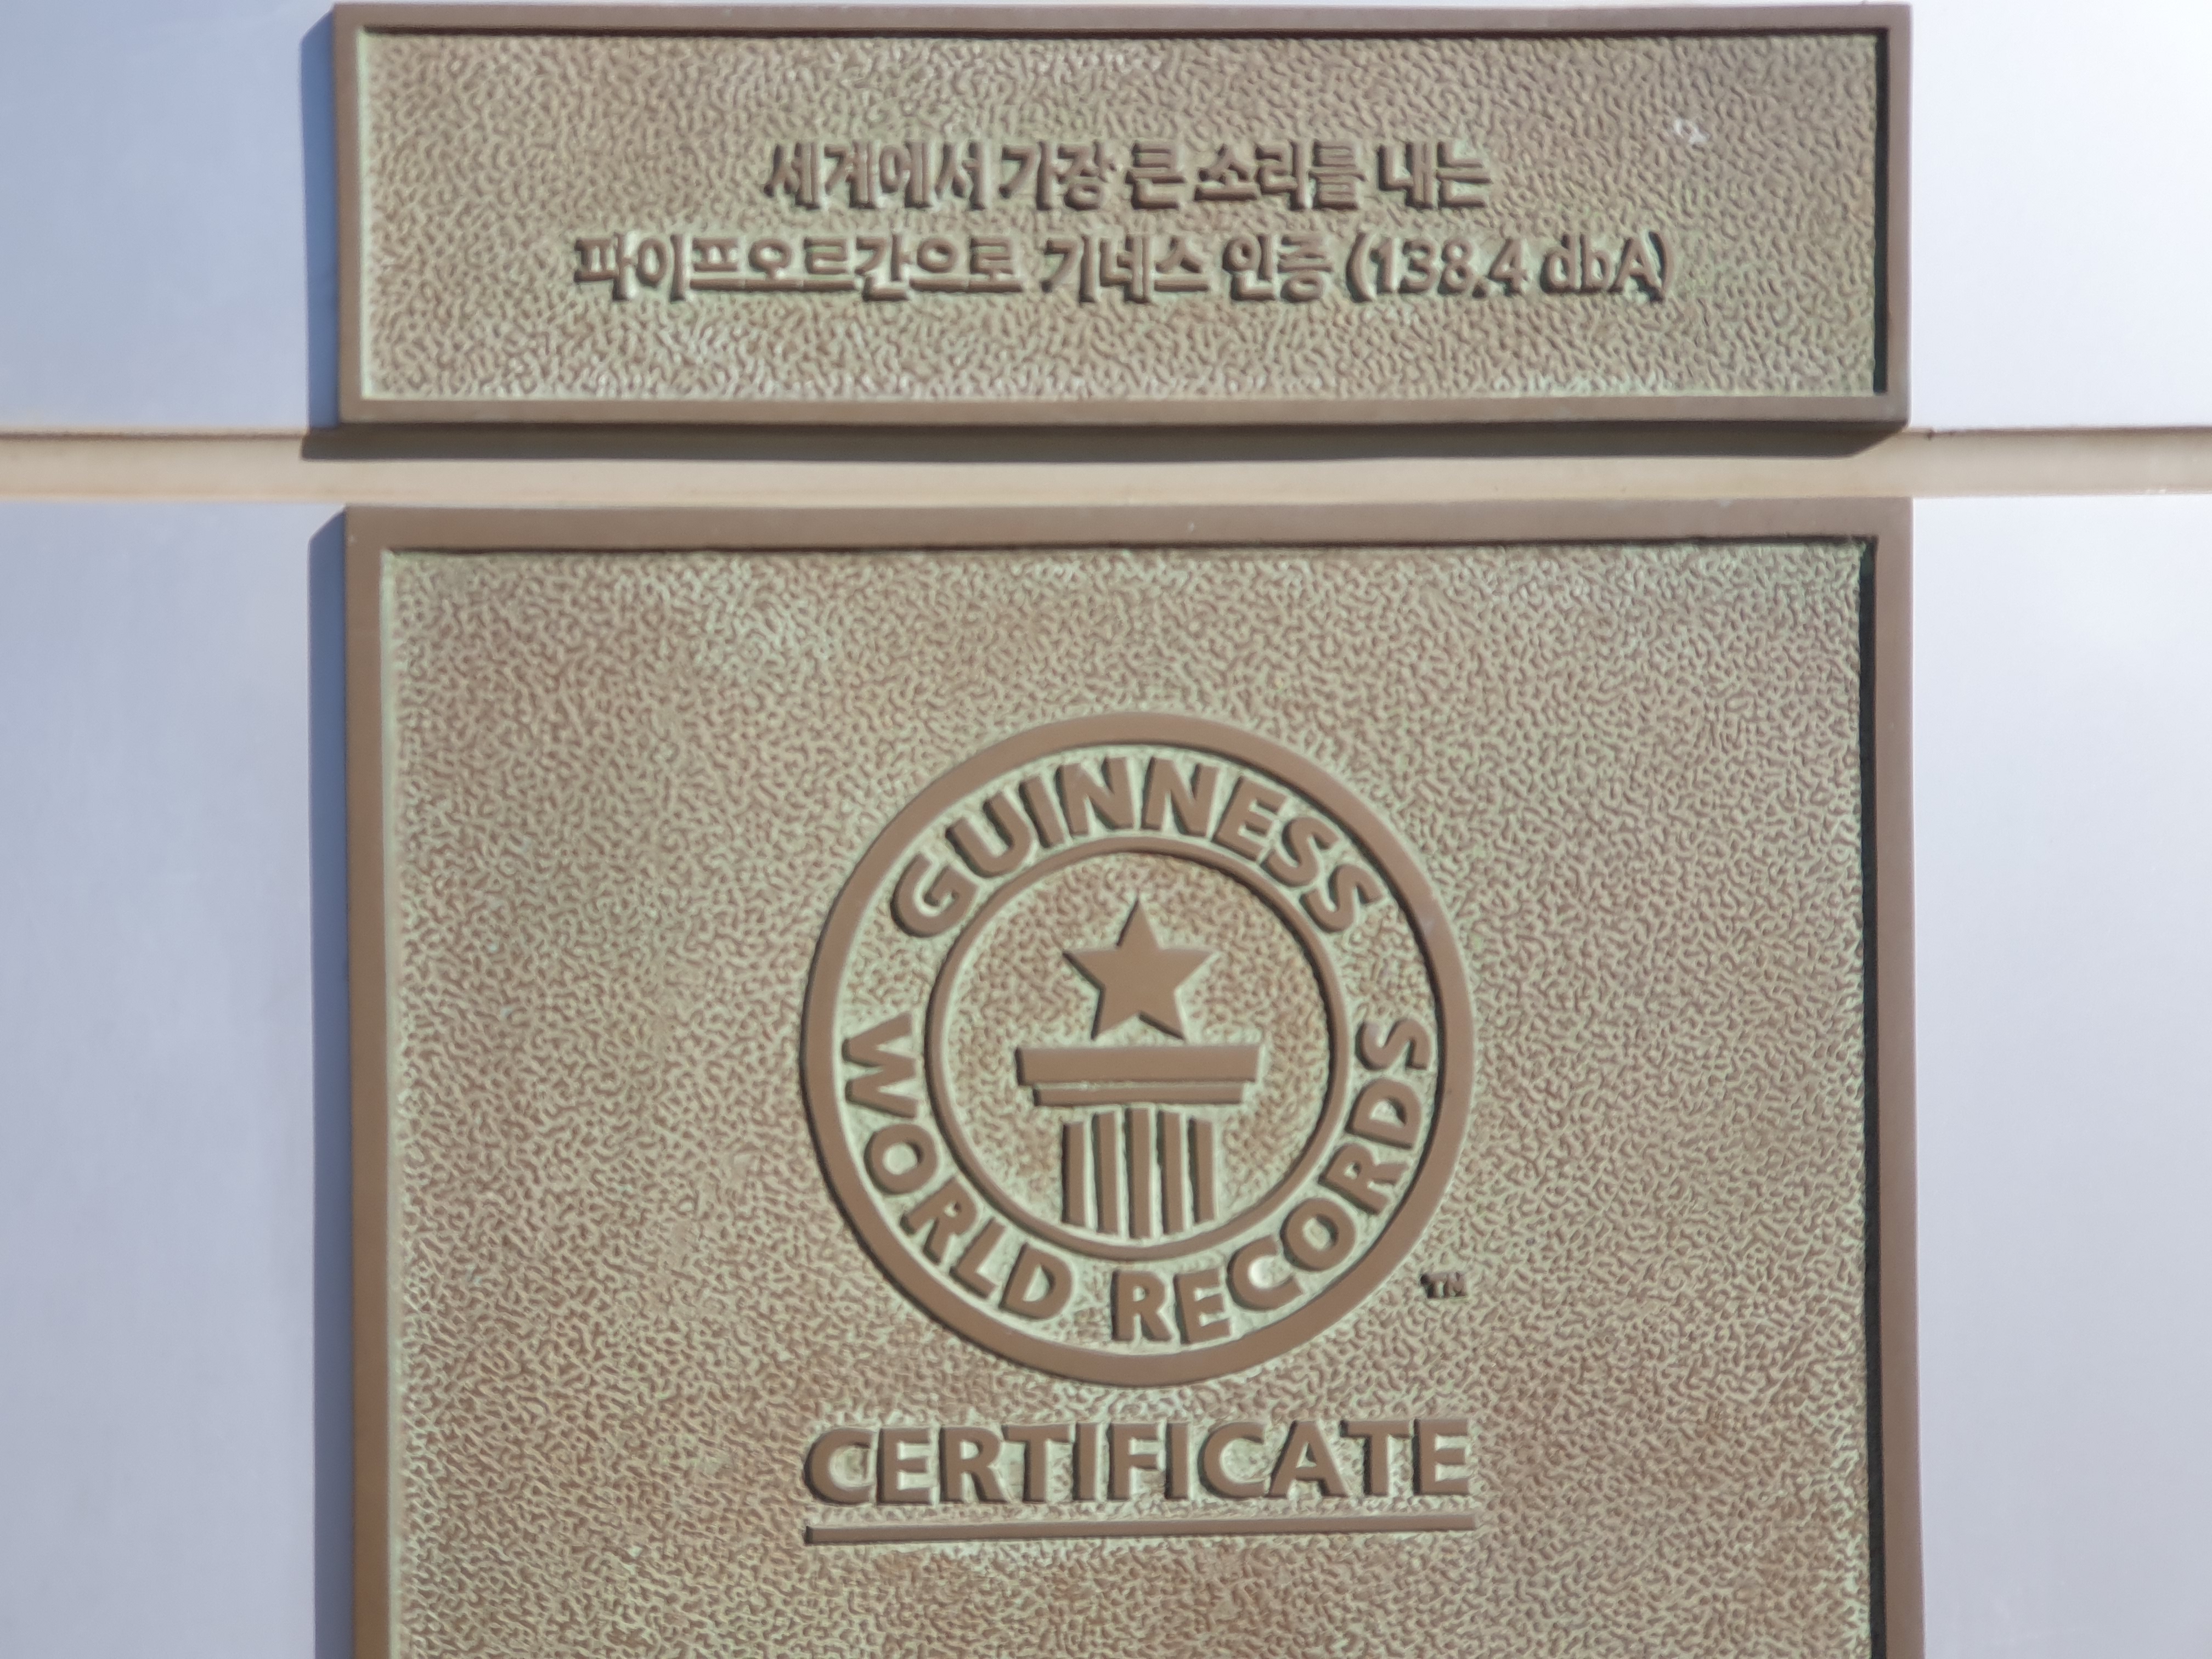 세계에서 가장 큰 소리를 내는
파이프오르간으로 기네스 인증 (138.4 dbA)
GUINNESS
WORLD RECORDS
TM
CERTIFICATE